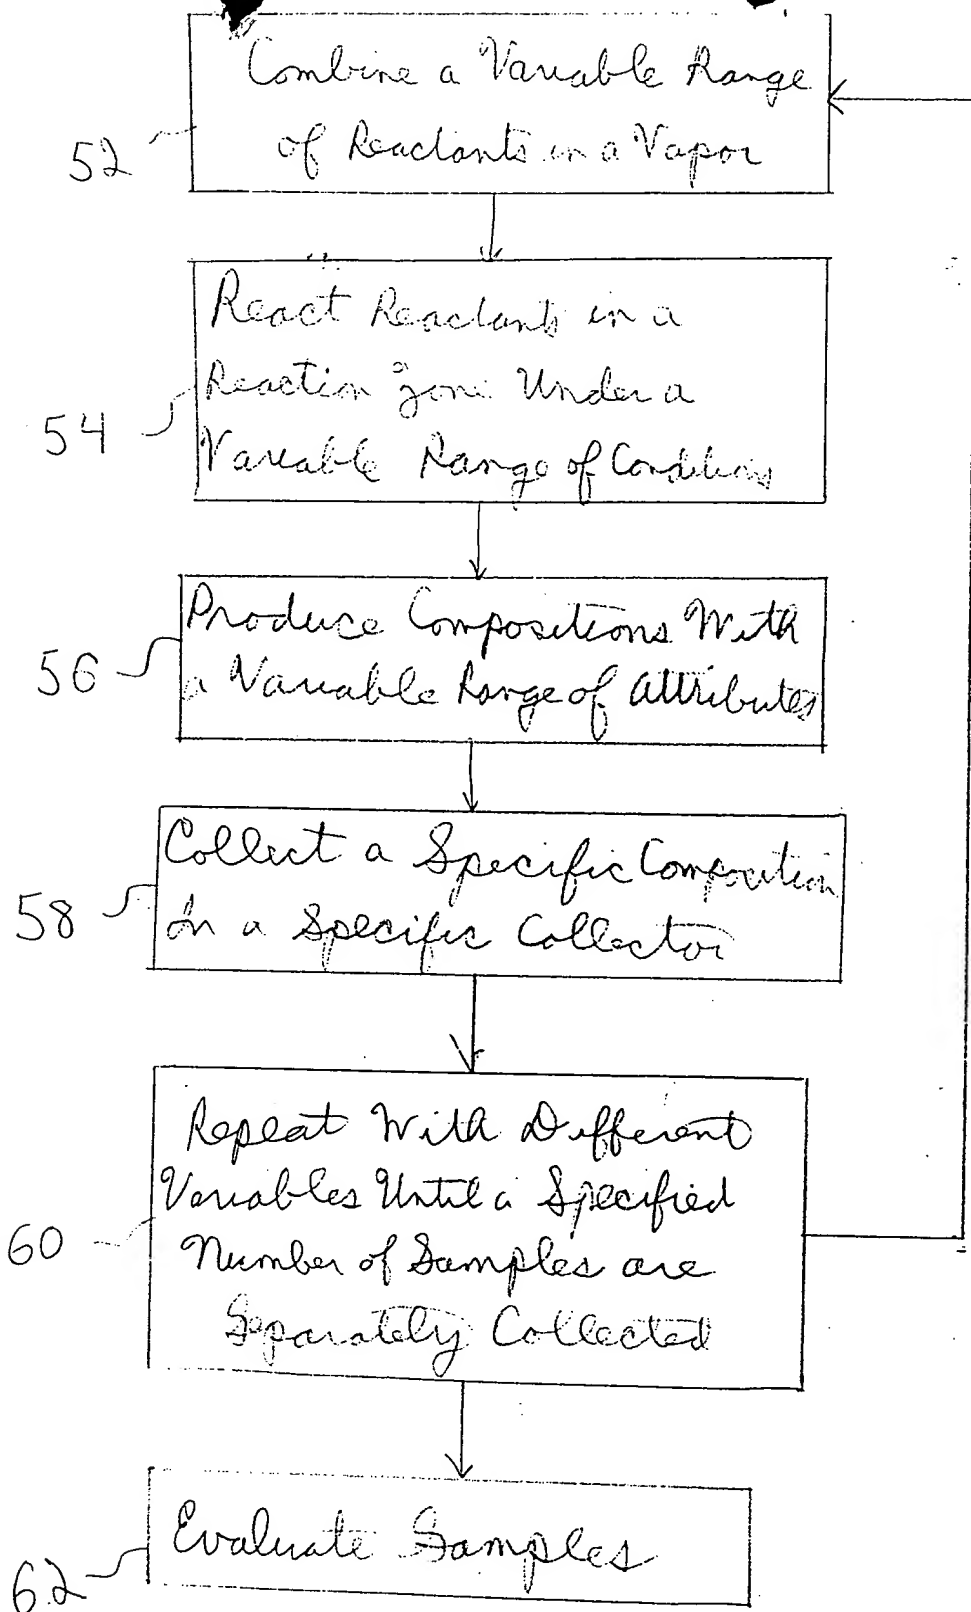 Combine a Variable Range
of Reactants in a Vapor
52
React Reactants in a
Reaction Zone Under a
Variable Range of Conditions
54
Produce Compositions With
a Variable Range of Attributes
56
Collect a Specific Composition
In a Specific Collector
58
Repeat With Different
Variables Until a Specified
Number of Samples are
Separately Collected
60
Evaluate Samples
62